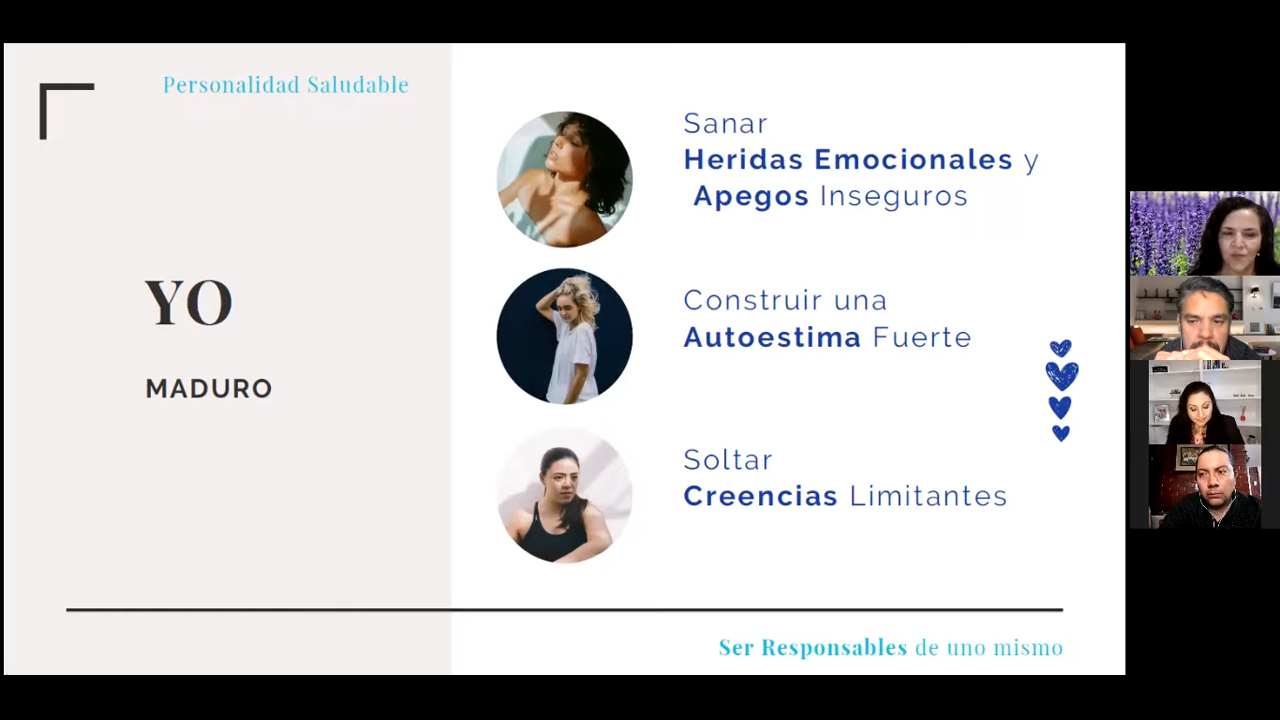 Personalidad Saludable
YO
MADURO
Sanar
Heridas Emocionales y
Apegos Inseguros
Construir una
Autoestima Fuerte
Soltar
Creencias Limitantes
Ser Responsables de uno mismo